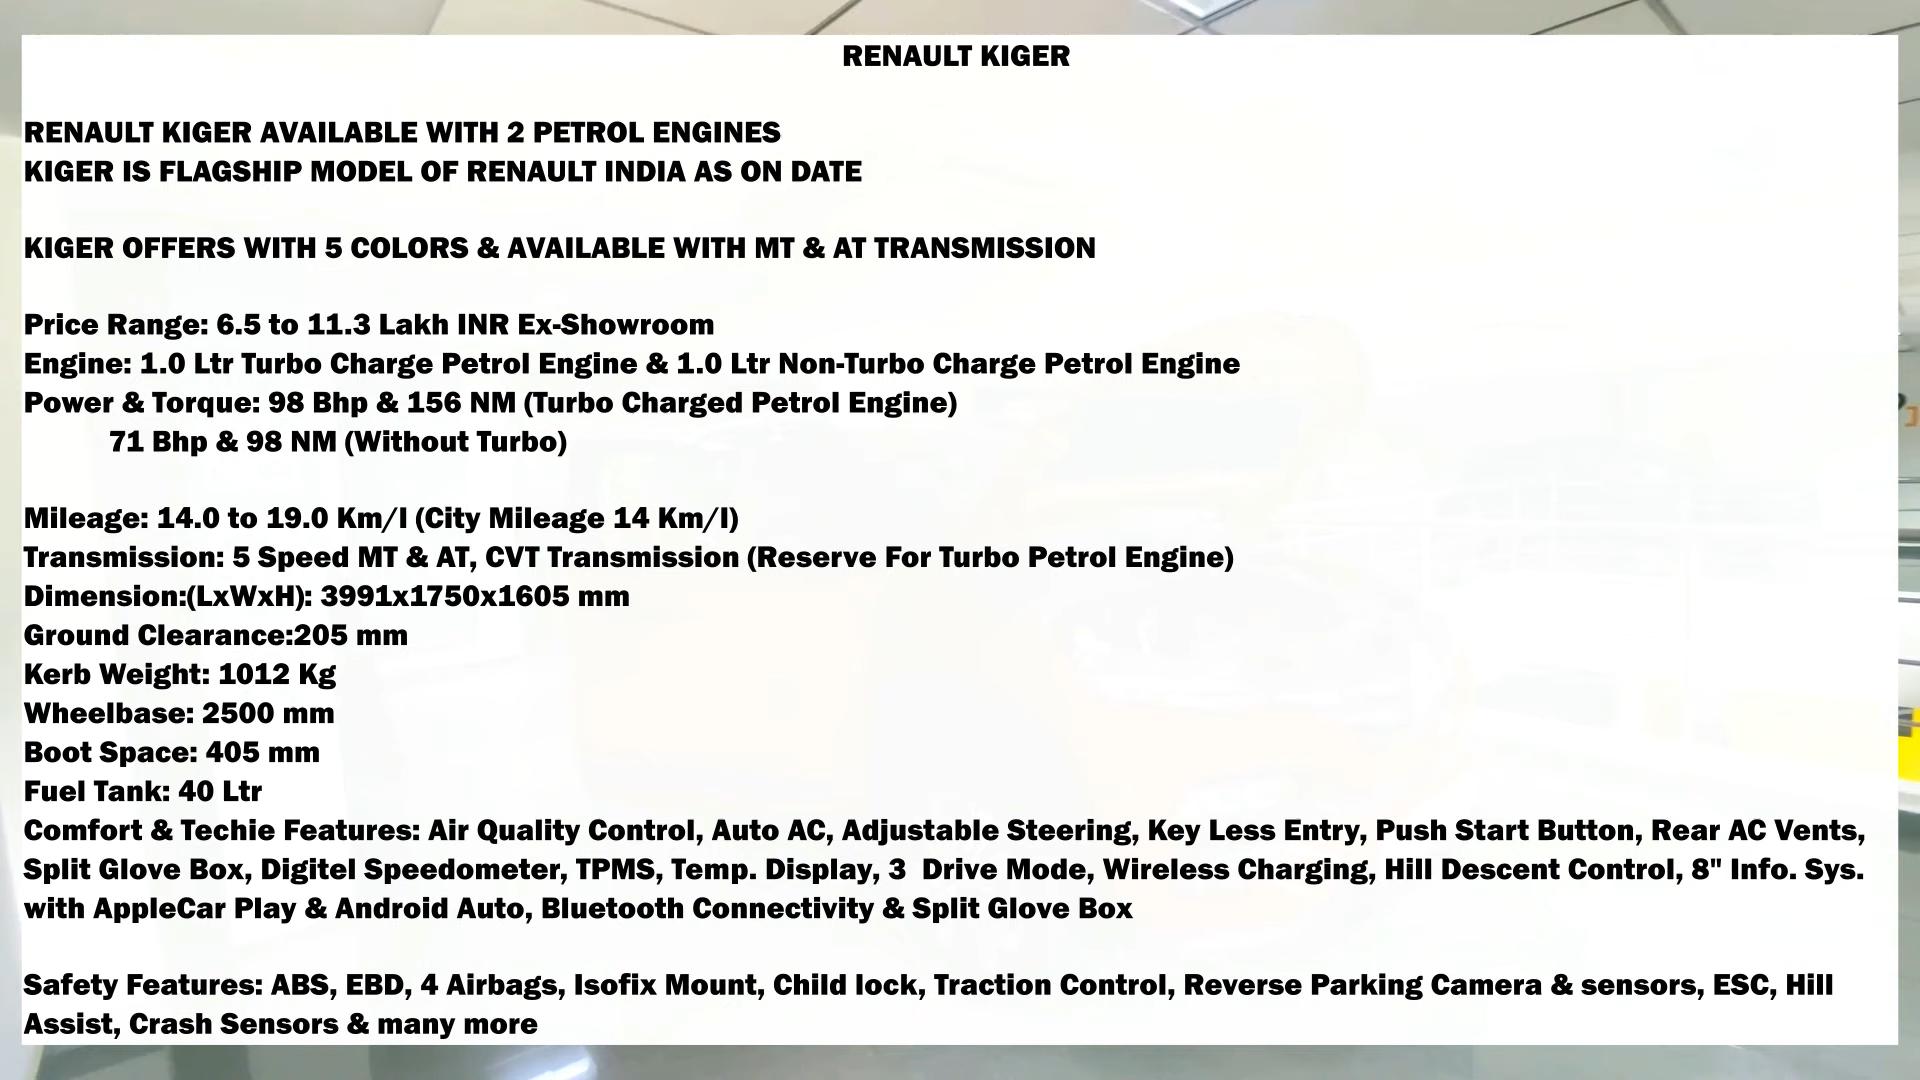 RENAULT KIGER
RENAULT KIGER AVAILABLE WITH 2 PETROL ENGINES
KIGER IS FLAGSHIP MODEL OF RENAULT INDIA AS ON DATE
KIGER OFFERS WITH 5 COLORS & AVAILABLE WITH MT & AT TRANSMISSION
Price Range: 6.5 to 11.3 Lakh INR Ex-Showroom
Engine: 1.0 Ltr Turbo Charge Petrol Engine & 1.0 Ltr Non-Turbo Charge Petrol Engine
Power & Torque: 98 Bhp & 156 NM (Turbo Charged Petrol Engine)
71 Bhp & 98 NM (Without Turbo)
Mileage: 14.0 to 19.0 Km/l (City Mileage 14 Km/l)
Transmission: 5 Speed MT & AT, CVT Transmission (Reserve For Turbo Petrol Engine)
Dimension:(LxWxH): 3991x1750x1605 mm
Ground Clearance:205 mm
Kerb Weight: 1012 Kg
Wheelbase: 2500 mm
Boot Space: 405 mm
Fuel Tank: 40 Ltr
Comfort & Techie Features: Air Quality Control, Auto AC, Adjustable Steering, Key Less Entry, Push Start Button, Rear AC Vents,
Split Glove Box, Digitel Speedometer, TPMS, Temp. Display, 3  Drive Mode, Wireless Charging, Hill Descent Control, 8" Info. Sys.
with AppleCar Play & Android Auto, Bluetooth Connectivity & Split Glove Box
Safety Features: ABS, EBD, 4 Airbags, Isofix Mount, Child lock, Traction Control, Reverse Parking Camera & sensors, ESC, Hill
Assist, Crash Sensors & many more